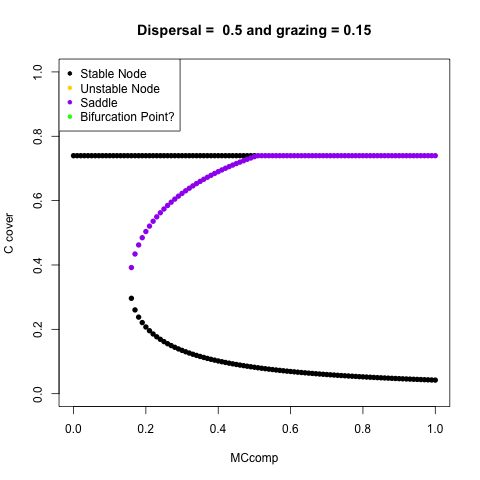 Dispersal =  0.5 and grazing = 0.15
Stable Node
Unstable Node
Saddle
Bifurcation Point?
C cover
1.0
0.8
0.6
0.4
0.2
0.0
0.0 0.2 0.4 0.6 0.8 1.0
MCcomp